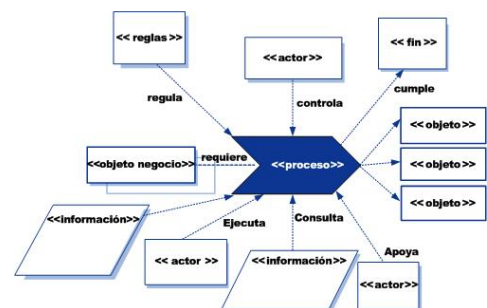 << reglas >>
<<actor>>
<< fin >>
regula
controla
cumple
<<objeto>>
<<objeto negocio>>
requiere
<<proceso>>
<<objeto>>
<<objeto>>
<<información>>
Ejecuta
Consulta
<< actor >>
<<información>>
Apoya
<<actor>>